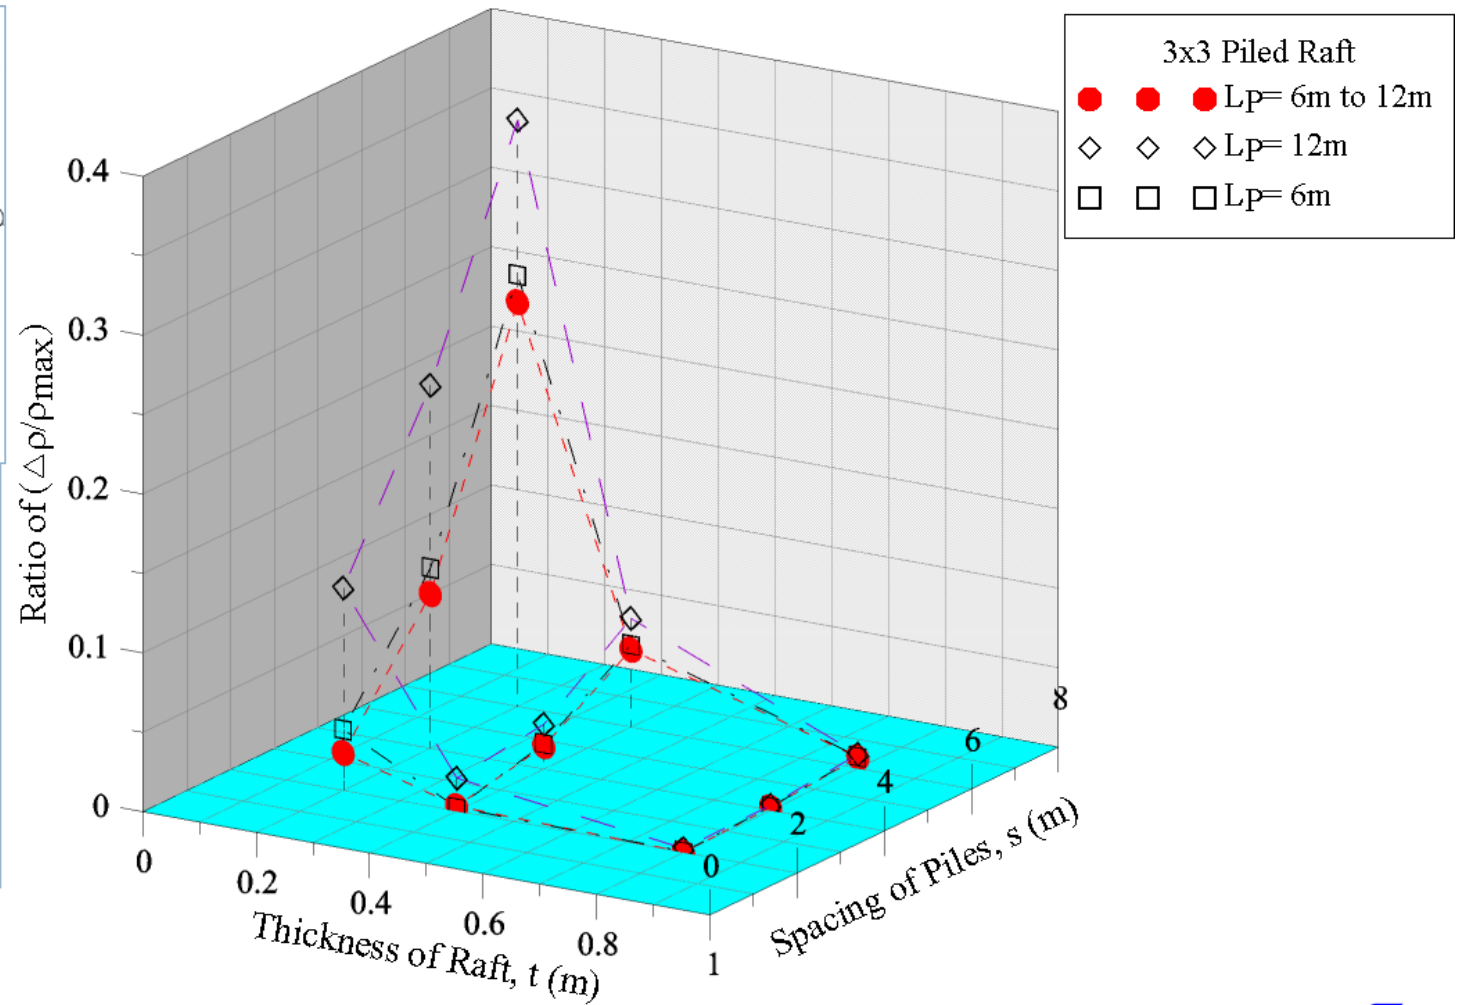 3x3 Piled Raft
Lp= 6m to 12m
Lp= 12m
Lp= 6m
Ratio of (△ρ/ρmax)
0.4
0.3
0.2
0.1
0
0
0.2
0.4
0.6
0.8
1
Thickness of Raft, t (m)
0
2
4
6
8
Spacing of Piles, s (m)